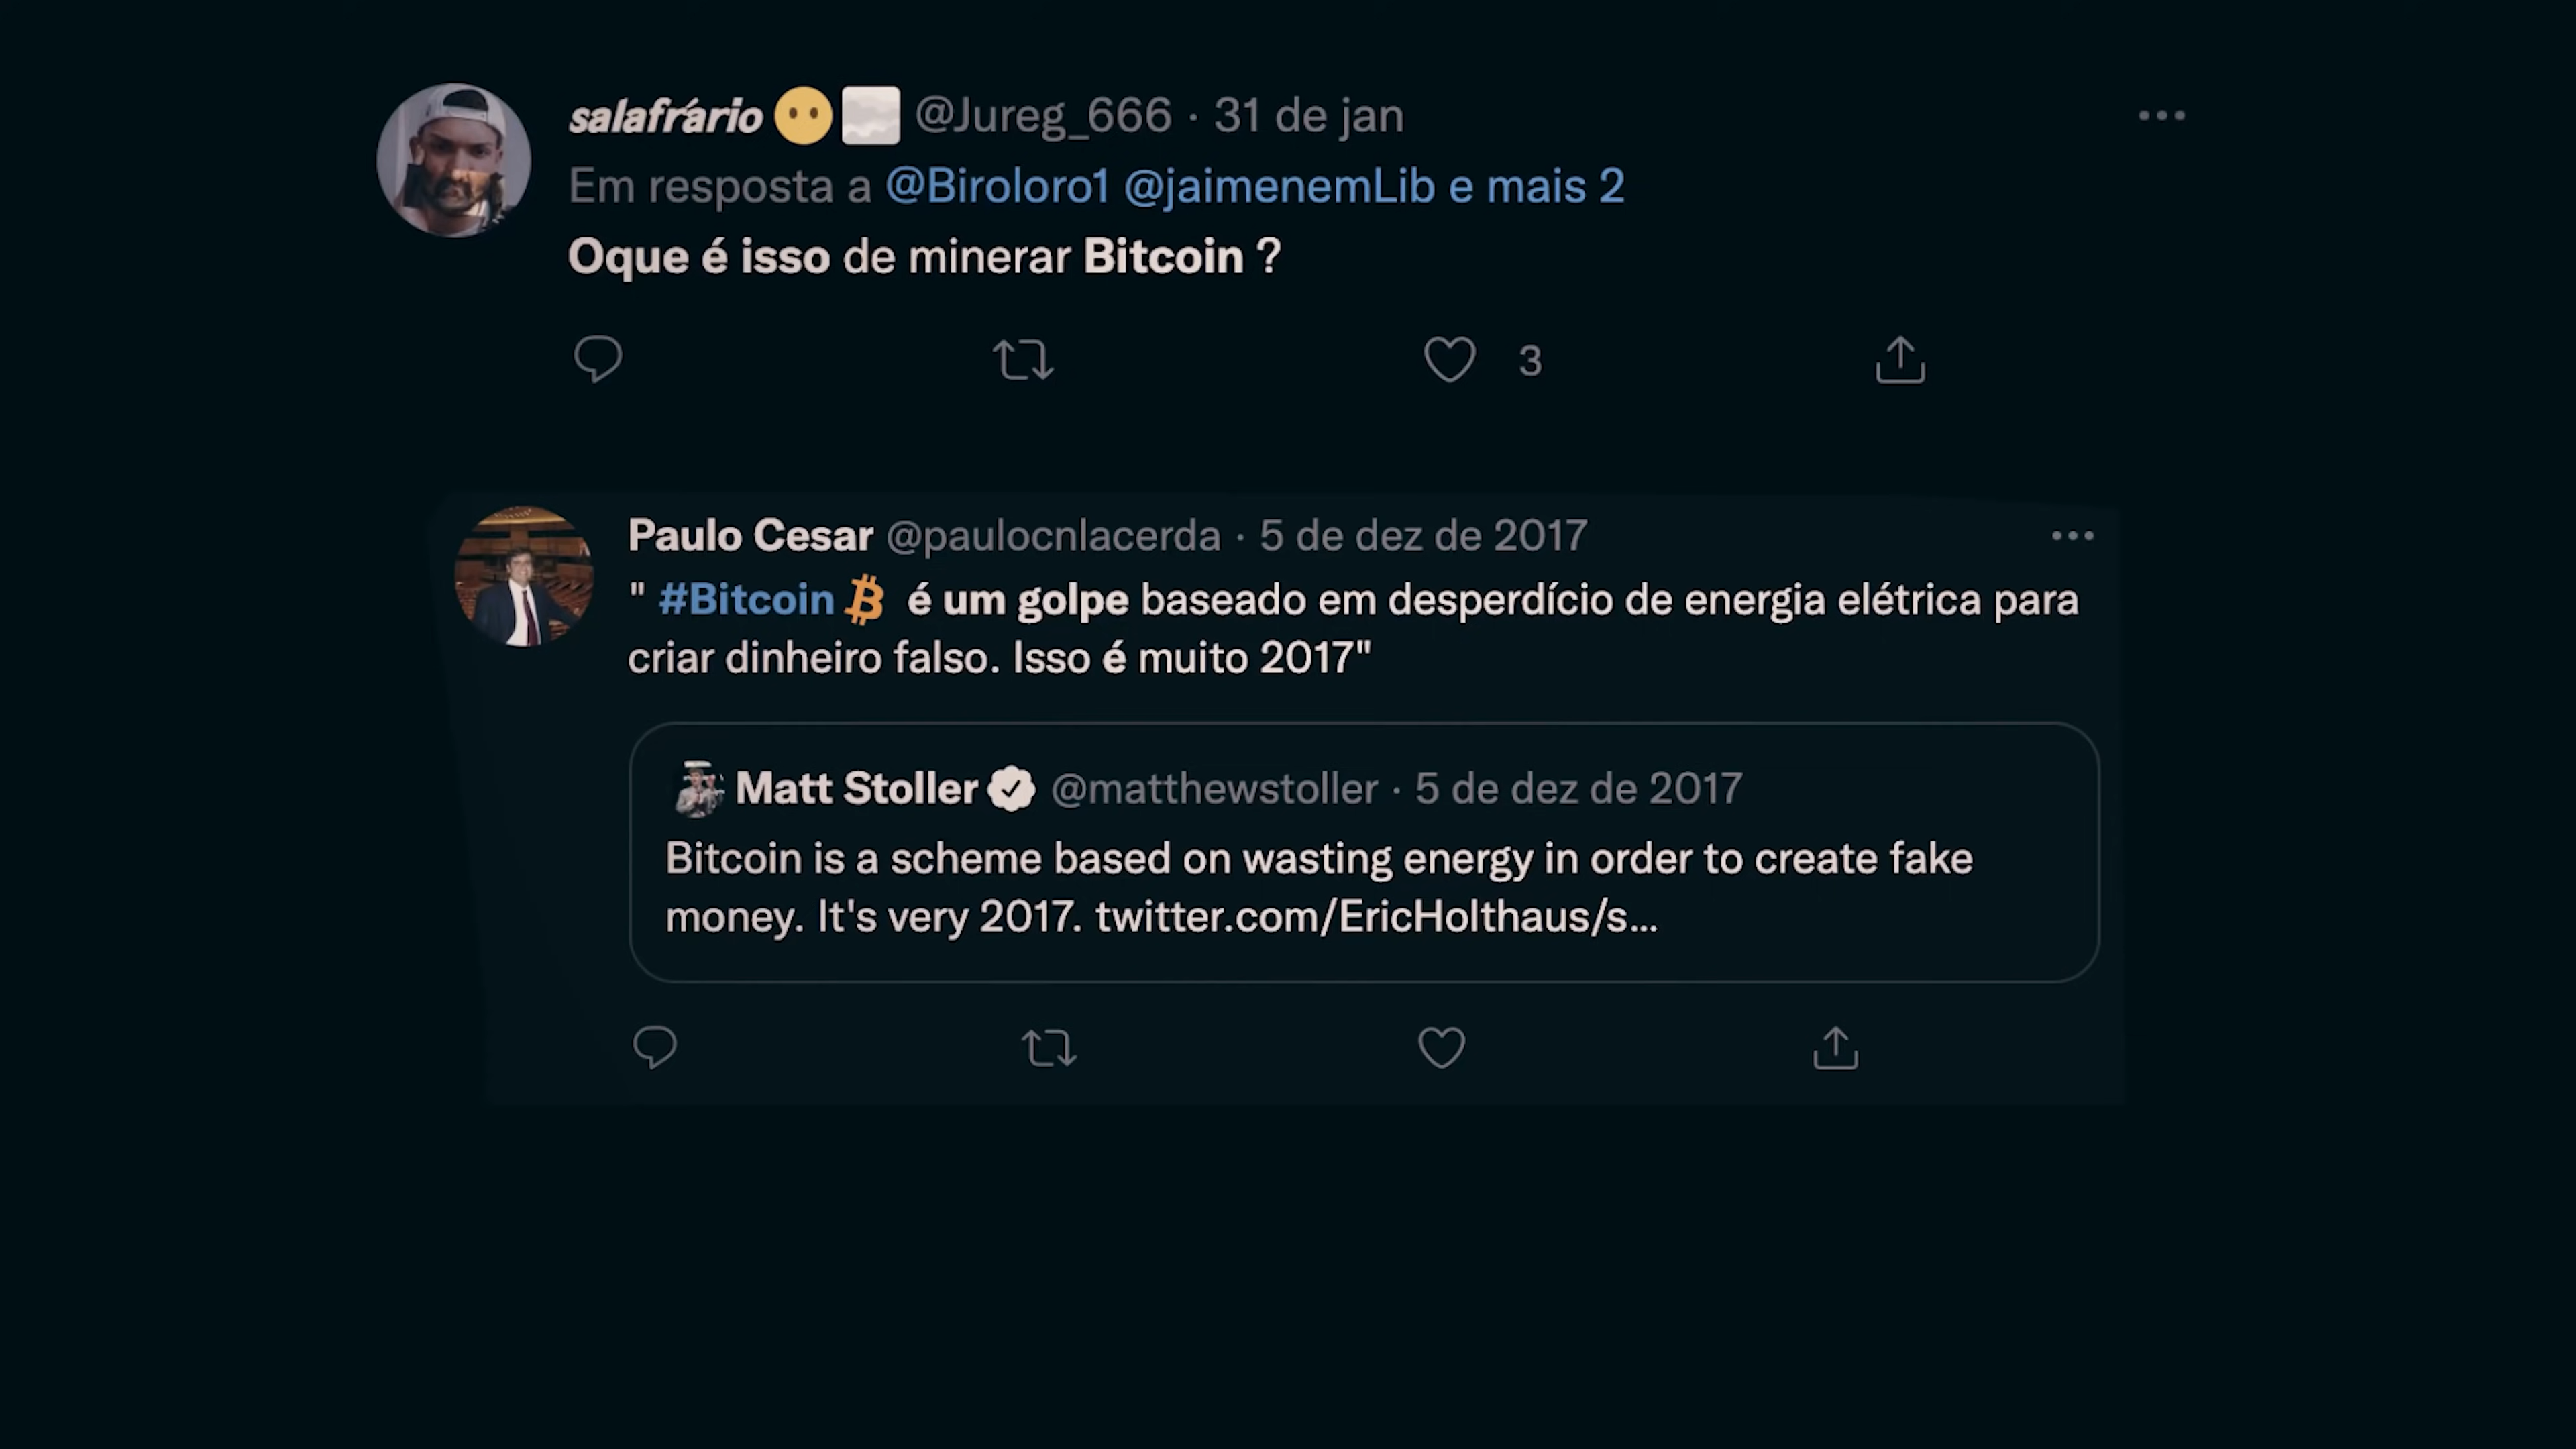 salafrário 😶🌫 @Jureg_666 · 31 de jan
Em resposta a @Biroloro1 @jaimenemLib e mais 2
Oque é isso de minerar Bitcoin ?
3
Paulo Cesar @paulocnlacerda · 5 de dez de 2017
" #Bitcoin é um golpe baseado em desperdício de energia elétrica para
criar dinheiro falso. Isso é muito 2017"
Matt Stoller @matthewstoller · 5 de dez de 2017
Bitcoin is a scheme based on wasting energy in order to create fake
money. It's very 2017. twitter.com/EricHolthaus/s...